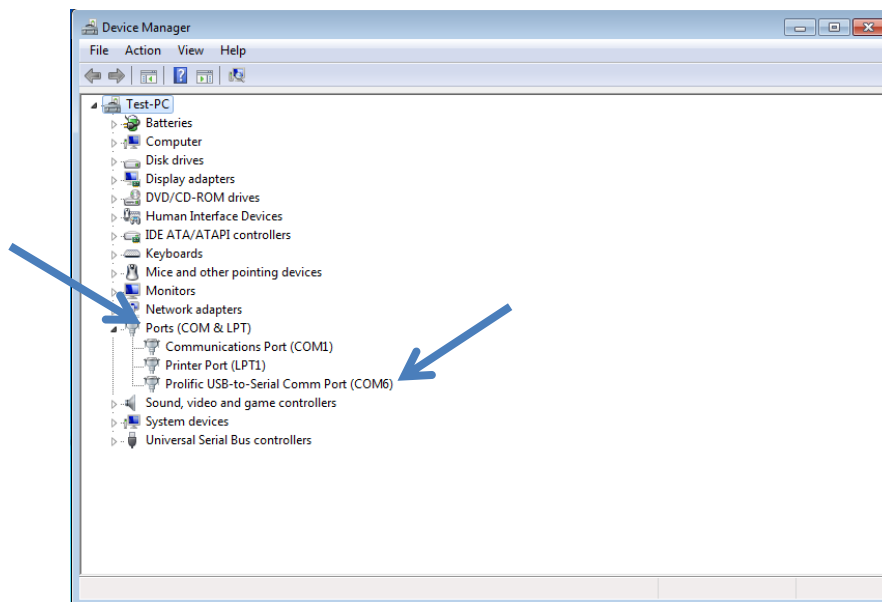 Device Manager
File Action View Help
Test-PC
Batteries
Computer
Disk drives
Display adapters
DVD/CD-ROM drives
Human Interface Devices
IDE ATA/ATAPI controllers
Keyboards
Mice and other pointing devices
Monitors
Network adapters
Ports (COM & LPT)
Communications Port (COM1)
Printer Port (LPT1)
Prolific USB-to-Serial Comm Port (COM6)
Sound, video and game controllers
System devices
Universal Serial Bus controllers